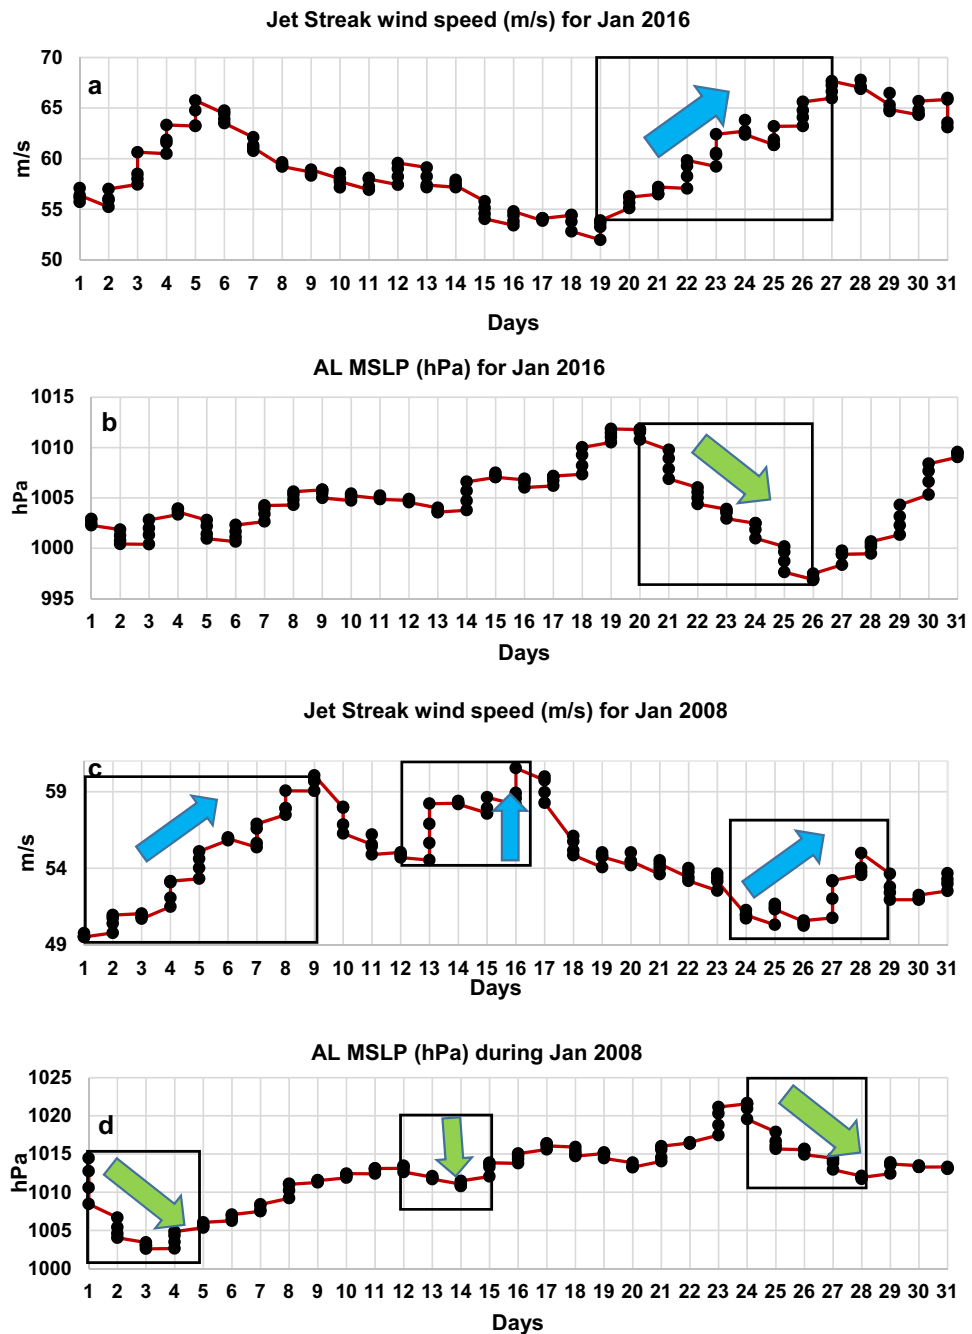 Jet Streak wind speed (m/s) for Jan 2016
70
a
65
60
55
50
m/s
1 2 3 4 5 6 7 8 9 10 11 12 13 14 15 16 17 18 19 20 21 22 23 24 25 26 27 28 29 30 31
Days
AL MSLP (hPa) for Jan 2016
1015
b
1010
1005
1000
995
hPa
1 2 3 4 5 6 7 8 9 10 11 12 13 14 15 16 17 18 19 20 21 22 23 24 25 26 27 28 29 30 31
Days
Jet Streak wind speed (m/s) for Jan 2008
c
59
54
49
m/s
1 2 3 4 5 6 7 8 9 10 11 12 13 14 15 16 17 18 19 20 21 22 23 24 25 26 27 28 29 30 31
Days
AL MSLP (hPa) during Jan 2008
1025
1020
d
1015
1010
1005
1000
hPa
1 2 3 4 5 6 7 8 9 10 11 12 13 14 15 16 17 18 19 20 21 22 23 24 25 26 27 28 29 30 31
Days